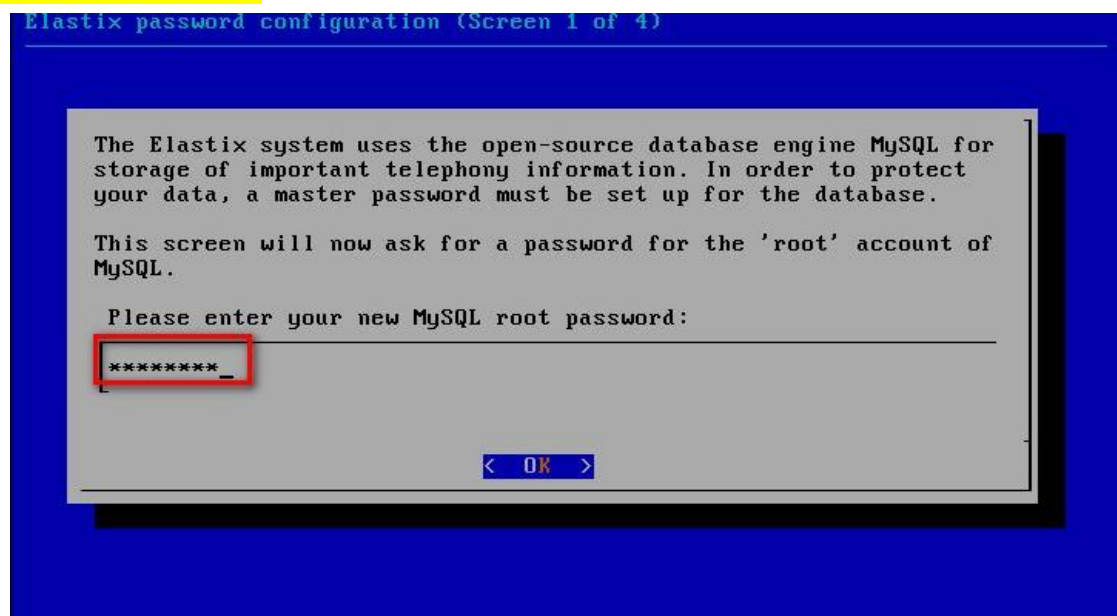 Elastix password configuration (Screen 1 of 4)
The Elastix system uses the open-source database engine MySQL for
storage of important telephony information. In order to protect
your data, a master password must be set up for the database.
This screen will now ask for a password for the 'root' account of
MySQL.
Please enter your new MySQL root password:
********_
< OK >